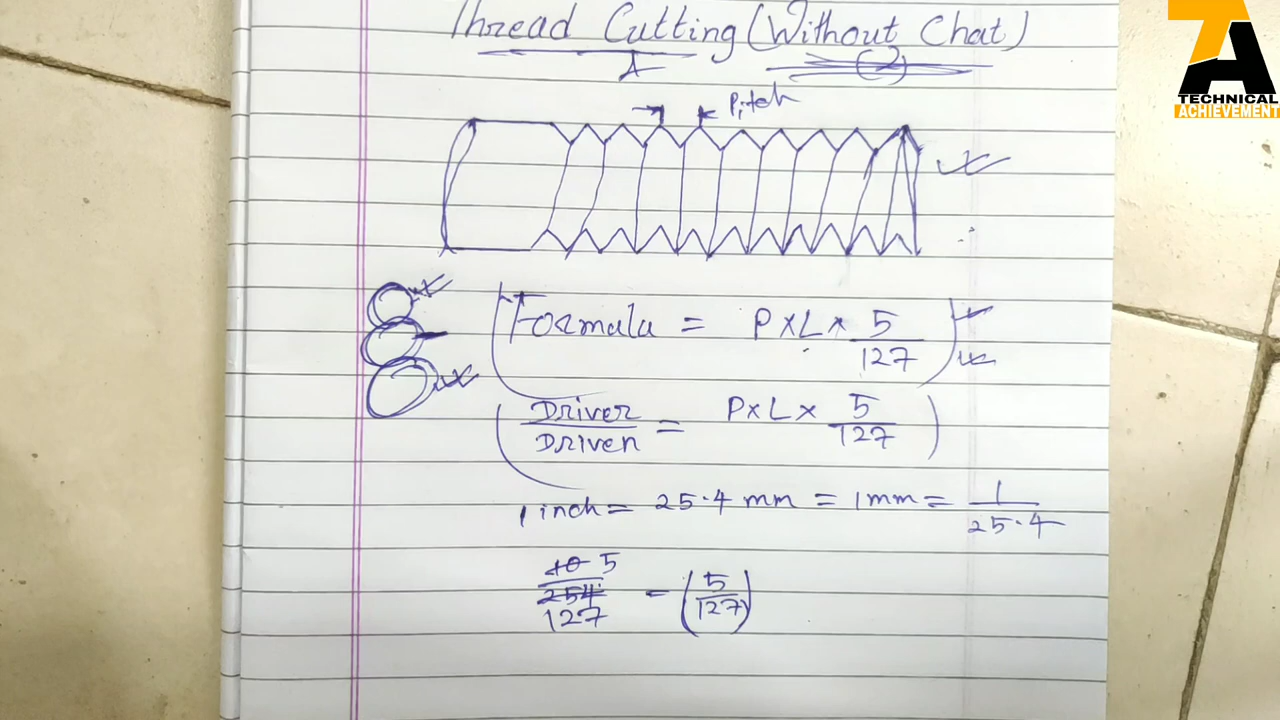 Thread Cutting (Without Chat)
(2)
TA
TECHNICAL
ACHIEVEMENT
Pitch
Formula = P×L× 5/127
Driver/Driven = P×L× 5/127
1 inch = 25.4 mm = 1mm = 1/25.4
10 5
254
127 = (5/127)